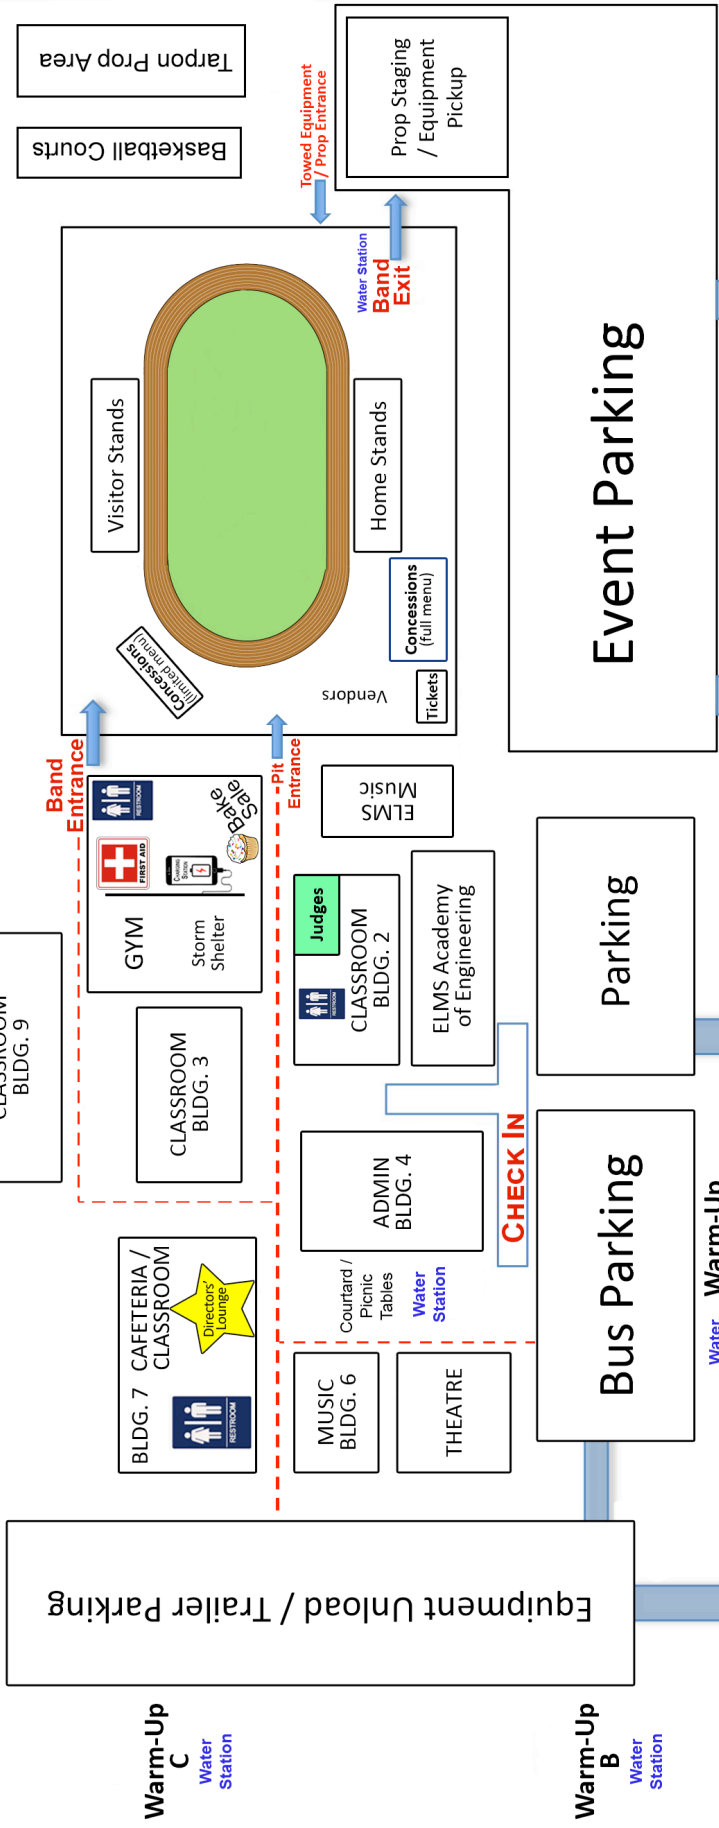 Tarpon Prop Area
Basketball Courts
Towed Equipment
/ Prop Entrance
Prop Staging
/ Equipment
Pickup
Water Station
Band
Exit
Visitor Stands
Home Stands
Event Parking
Concessions
(limited menu)
Concessions
(full menu)
Vendors
Tickets
Band
Entrance
Pit
Entrance
RESTROOM
Bake
Sale
FIRST AID
CHARGING
STATION
GYM
Storm
Shelter
ELMS
Music
Judges
RESTROOM
CLASSROOM
BLDG. 2
ELMS Academy
of Engineering
Parking
CLASSROOM
BLDG. 9
CLASSROOM
BLDG. 3
ADMIN
BLDG. 4
CHECK IN
Bus Parking
Warm-Up
Water
BLDG. 7 CAFETERIA /
CLASSROOM
Directors'
Lounge
RESTROOM
Courtard /
Picnic
Tables
Water
Station
MUSIC
BLDG. 6
THEATRE
Equipment Unload / Trailer Parking
Warm-Up
C
Water
Station
Warm-Up
B
Water
Station